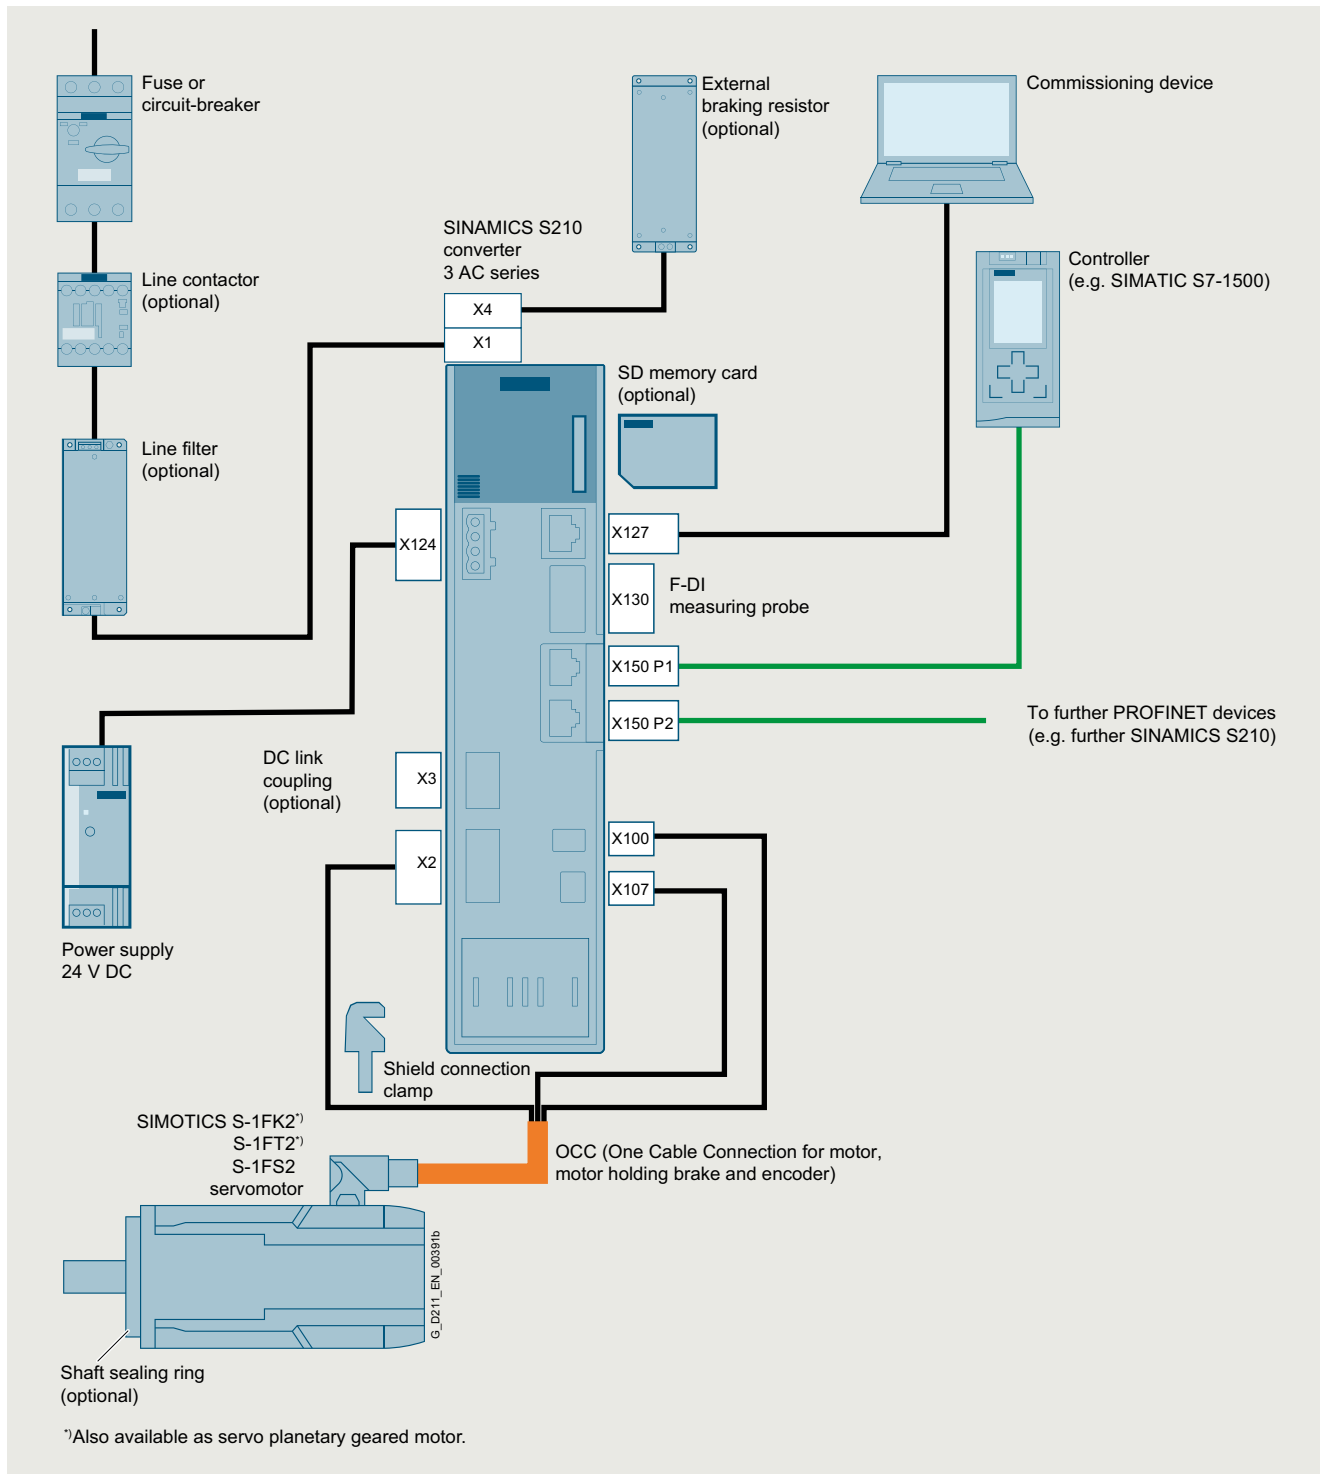 Fuse or
circuit-breaker
External
braking resistor
(optional)
Commissioning device
SINAMICS S210
converter
3 AC series
Controller
(e.g. SIMATIC S7-1500)
Line contactor
(optional)
X4
X1
SD memory card
(optional)
Line filter
(optional)
X124
X127
X130
F-DI
measuring probe
X150 P1
X150 P2
To further PROFINET devices
(e.g. further SINAMICS S210)
DC link
coupling
(optional)
X3
X2
X100
X107
Power supply
24 V DC
Shield connection
clamp
SIMOTICS S-1FK2*)
S-1FT2*)
S-1FS2
servomotor
OCC (One Cable Connection for motor,
motor holding brake and encoder)
G_D211_EN_00391b
Shaft sealing ring
(optional)
*)Also available as servo planetary geared motor.